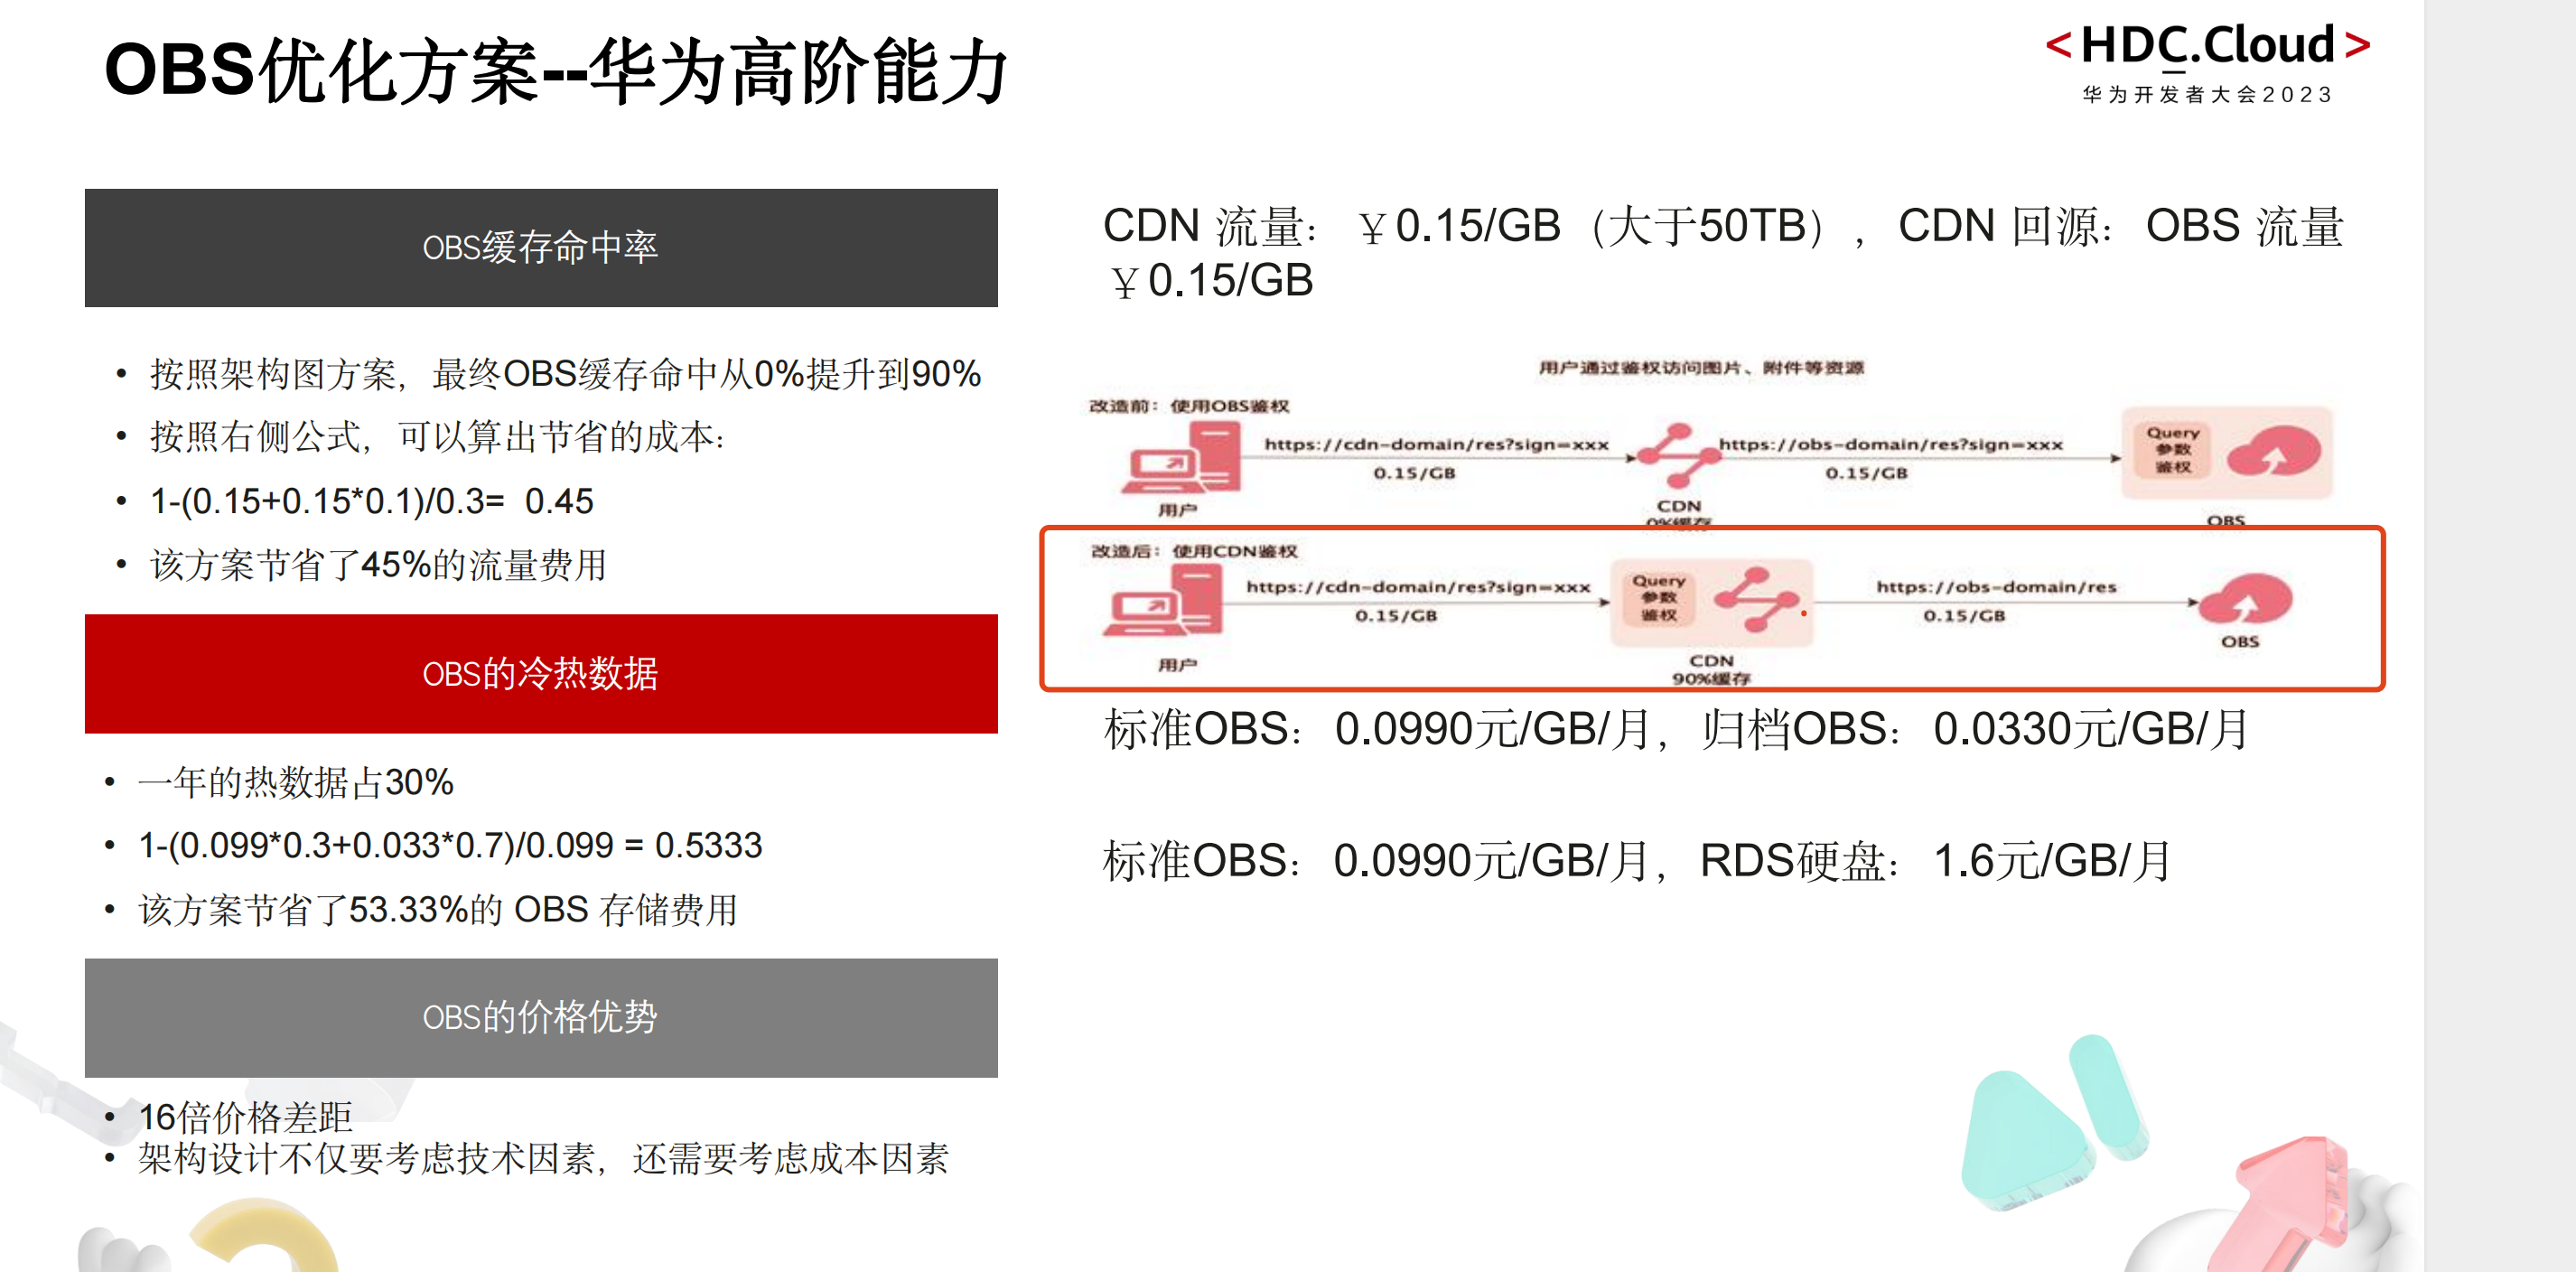 OBS优化方案--华为高阶能力
<HDC.Cloud>
华为开发者大会2023
OBS缓存命中率
• 按照架构图方案，最终OBS缓存命中从0%提升到90%
• 按照右侧公式，可以算出节省的成本：
• 1-(0.15+0.15*0.1)/0.3= 0.45
• 该方案节省了45%的流量费用
OBS的冷热数据
• 一年的热数据占30%
• 1-(0.099*0.3+0.033*0.7)/0.099 = 0.5333
• 该方案节省了53.33%的 OBS 存储费用
OBS的价格优势
• 16倍价格差距
• 架构设计不仅要考虑技术因素，还需要考虑成本因素
CDN 流量：￥0.15/GB（大于50TB），CDN 回源：OBS 流量
￥0.15/GB
用户通过鉴权访问图片、附件等资源
改造前：使用OBS鉴权
https://cdn-domain/res?sign=xxx
0.15/GB
https://obs-domain/res?sign=xxx
0.15/GB
Query
参数
鉴权
用户
CDN
0%缓存
OBS
改造后：使用CDN鉴权
https://cdn-domain/res?sign=xxx
0.15/GB
Query
参数
鉴权
https://obs-domain/res
0.15/GB
用户
CDN
90%缓存
OBS
标准OBS：0.0990元/GB/月，归档OBS：0.0330元/GB/月
标准OBS：0.0990元/GB/月，RDS硬盘：1.6元/GB/月